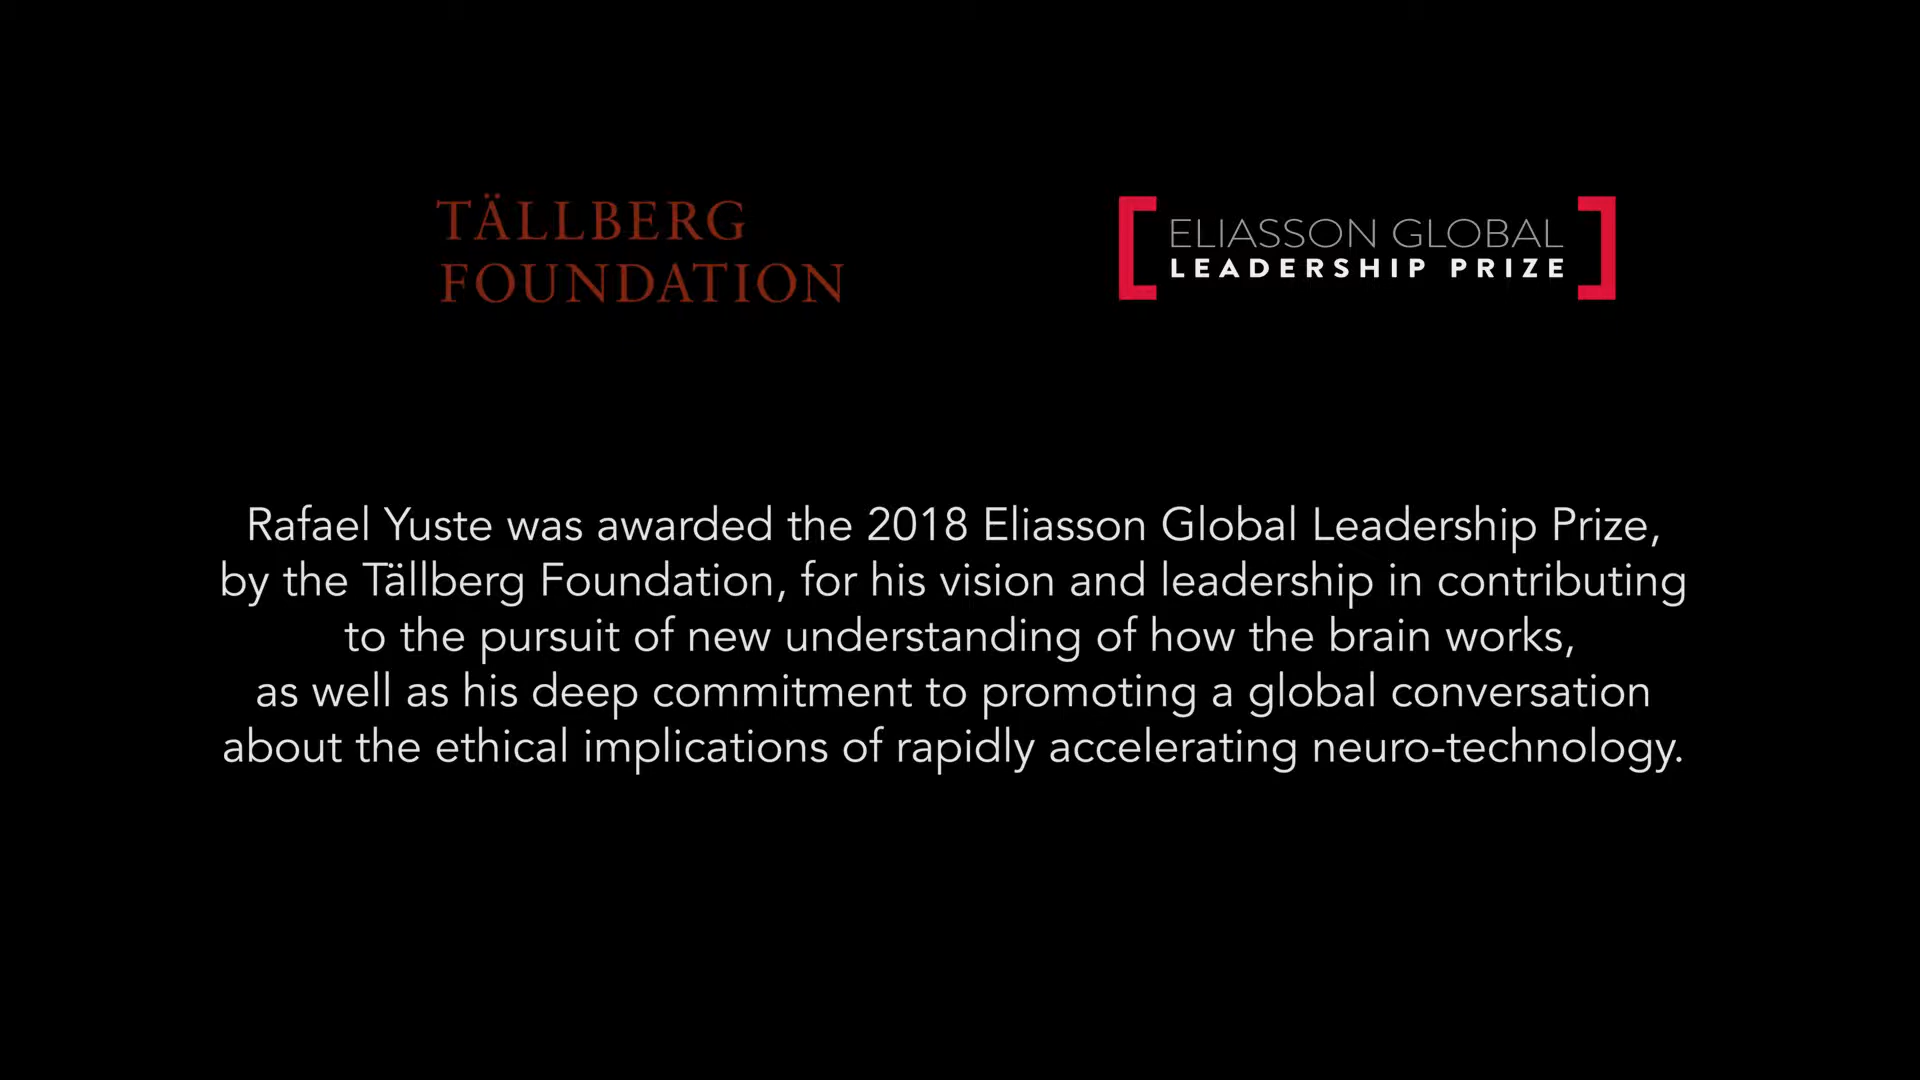 TÄLLBERG
FOUNDATION
ELIASSON GLOBAL
LEADERSHIP PRIZE
Rafael Yuste was awarded the 2018 Eliasson Global Leadership Prize,
by the Tällberg Foundation, for his vision and leadership in contributing
to the pursuit of new understanding of how the brain works,
as well as his deep commitment to promoting a global conversation
about the ethical implications of rapidly accelerating neuro-technology.